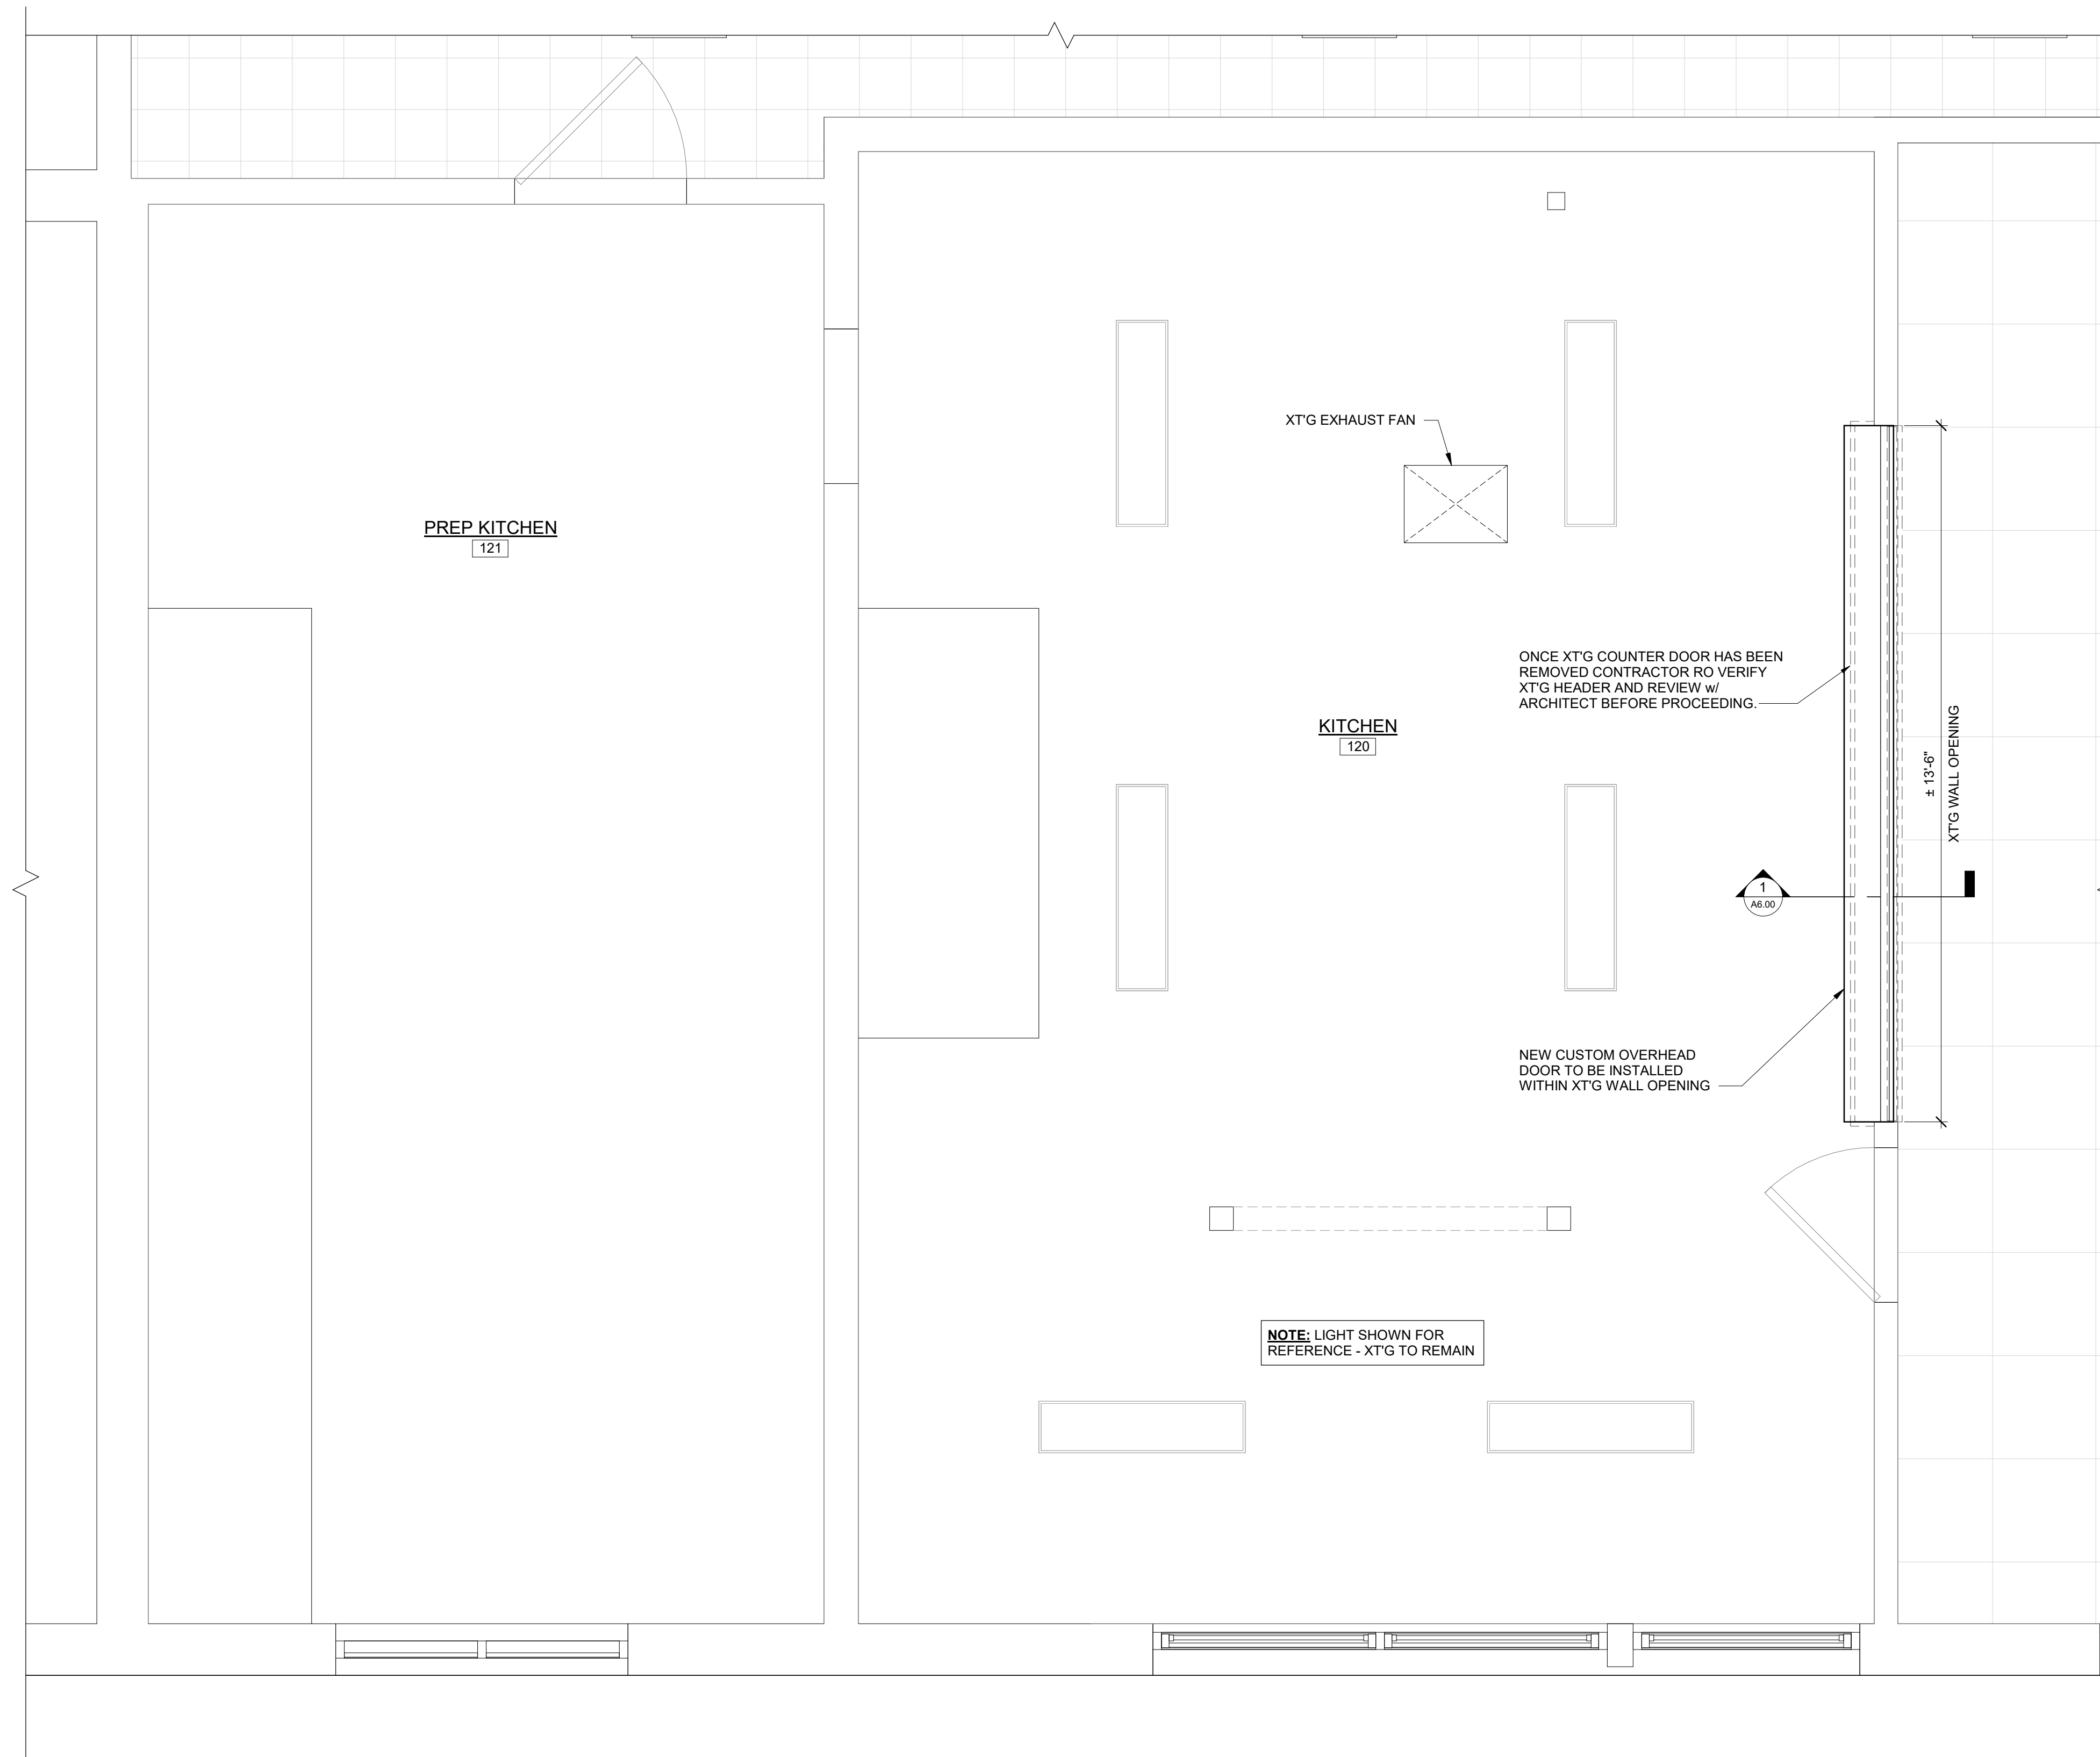 XT'G EXHAUST FAN
PREP KITCHEN
121
ONCE XT'G COUNTER DOOR HAS BEEN
REMOVED CONTRACTOR RO VERIFY
XT'G HEADER AND REVIEW w/
ARCHITECT BEFORE PROCEEDING.
KITCHEN
120
± 13'-6"
XT'G WALL OPENING
1
A6.00
NEW CUSTOM OVERHEAD
DOOR TO BE INSTALLED
WITHIN XT'G WALL OPENING
NOTE: LIGHT SHOWN FOR
REFERENCE - XT'G TO REMAIN